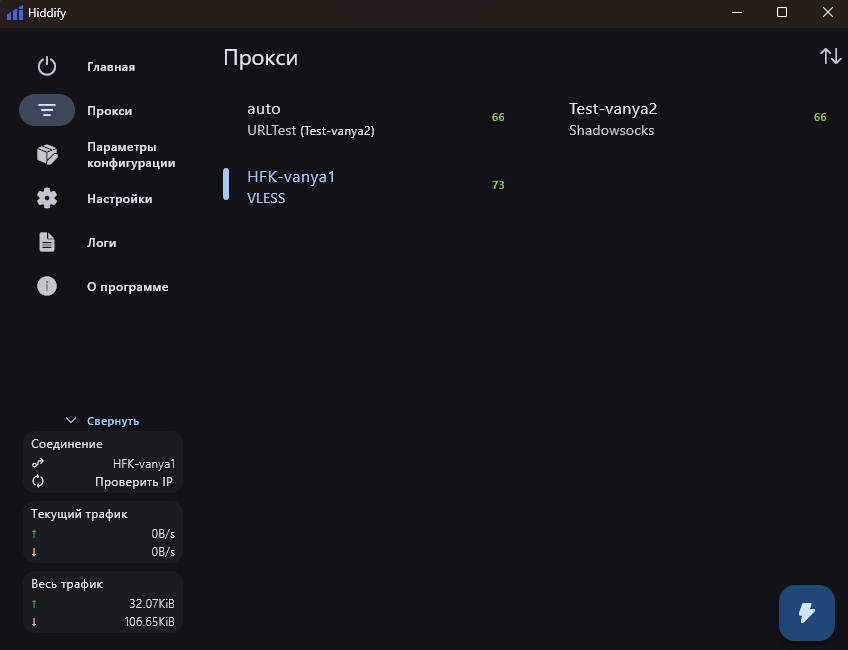 Hiddify
Главная
Прокси
Параметры
конфигурации
Настройки
Логи
О программе
Свернуть
Соединение
HFK-vanya1
Проверить IP
Текущий трафик
↑ 0B/s
↓ 0B/s
Весь трафик
↑ 32.07KiB
↓ 106.65KiB
Прокси
auto
URLTest (Test-vanya2)
66
Test-vanya2
Shadowsocks
66
HFK-vanya1
VLESS
73